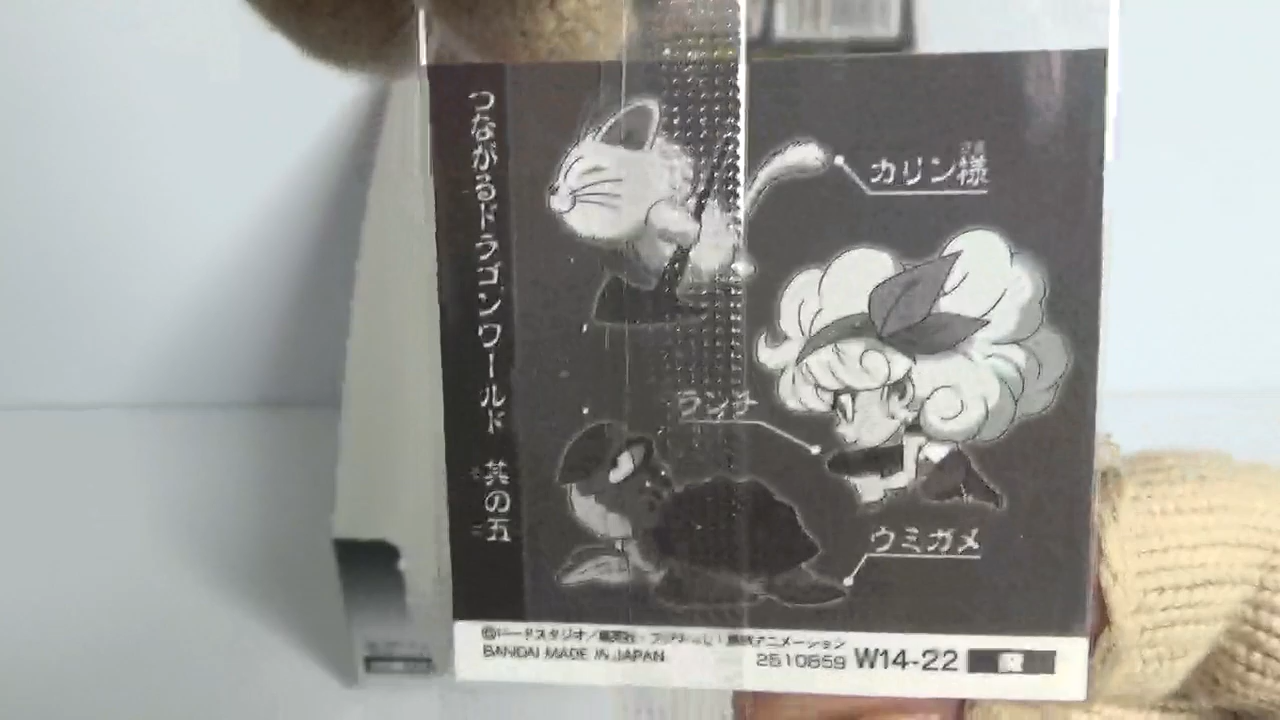 つながるドラゴンワールド 其の五
カリン様
ランチ
ウミガメ
BANDAI MADE IN JAPAN
2510859 W14-22